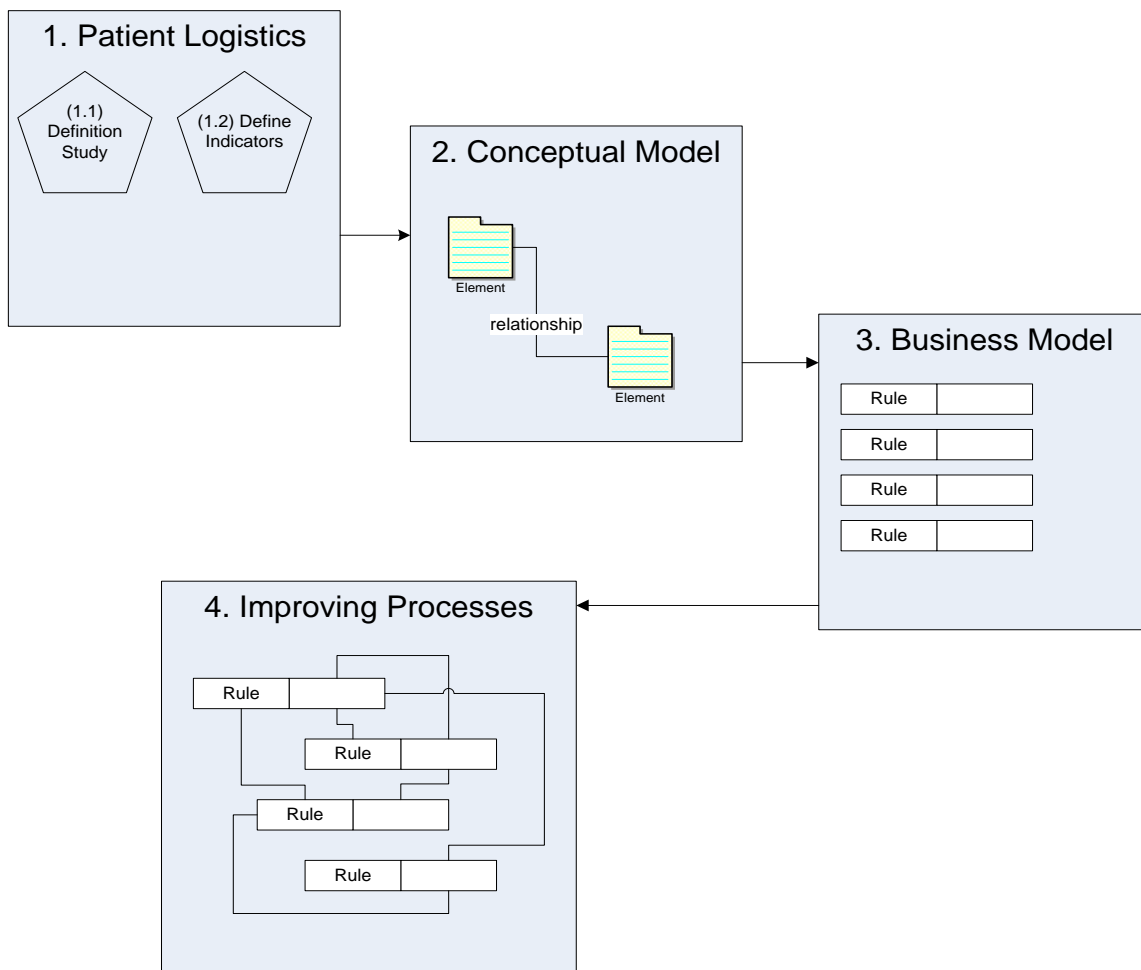 1. Patient Logistics
(1.1)
Definition
Study
(1.2) Define
Indicators
2. Conceptual Model
Element
relationship
Element
3. Business Model
Rule
Rule
Rule
Rule
4. Improving Processes
Rule
Rule
Rule
Rule